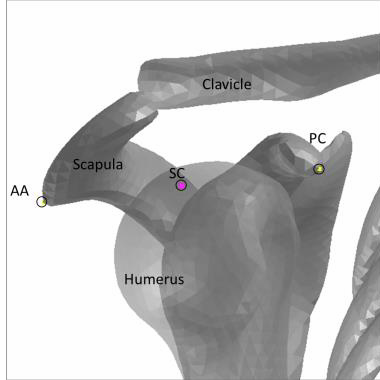 Clavicle
PC
Scapula
SC
AA
Humerus